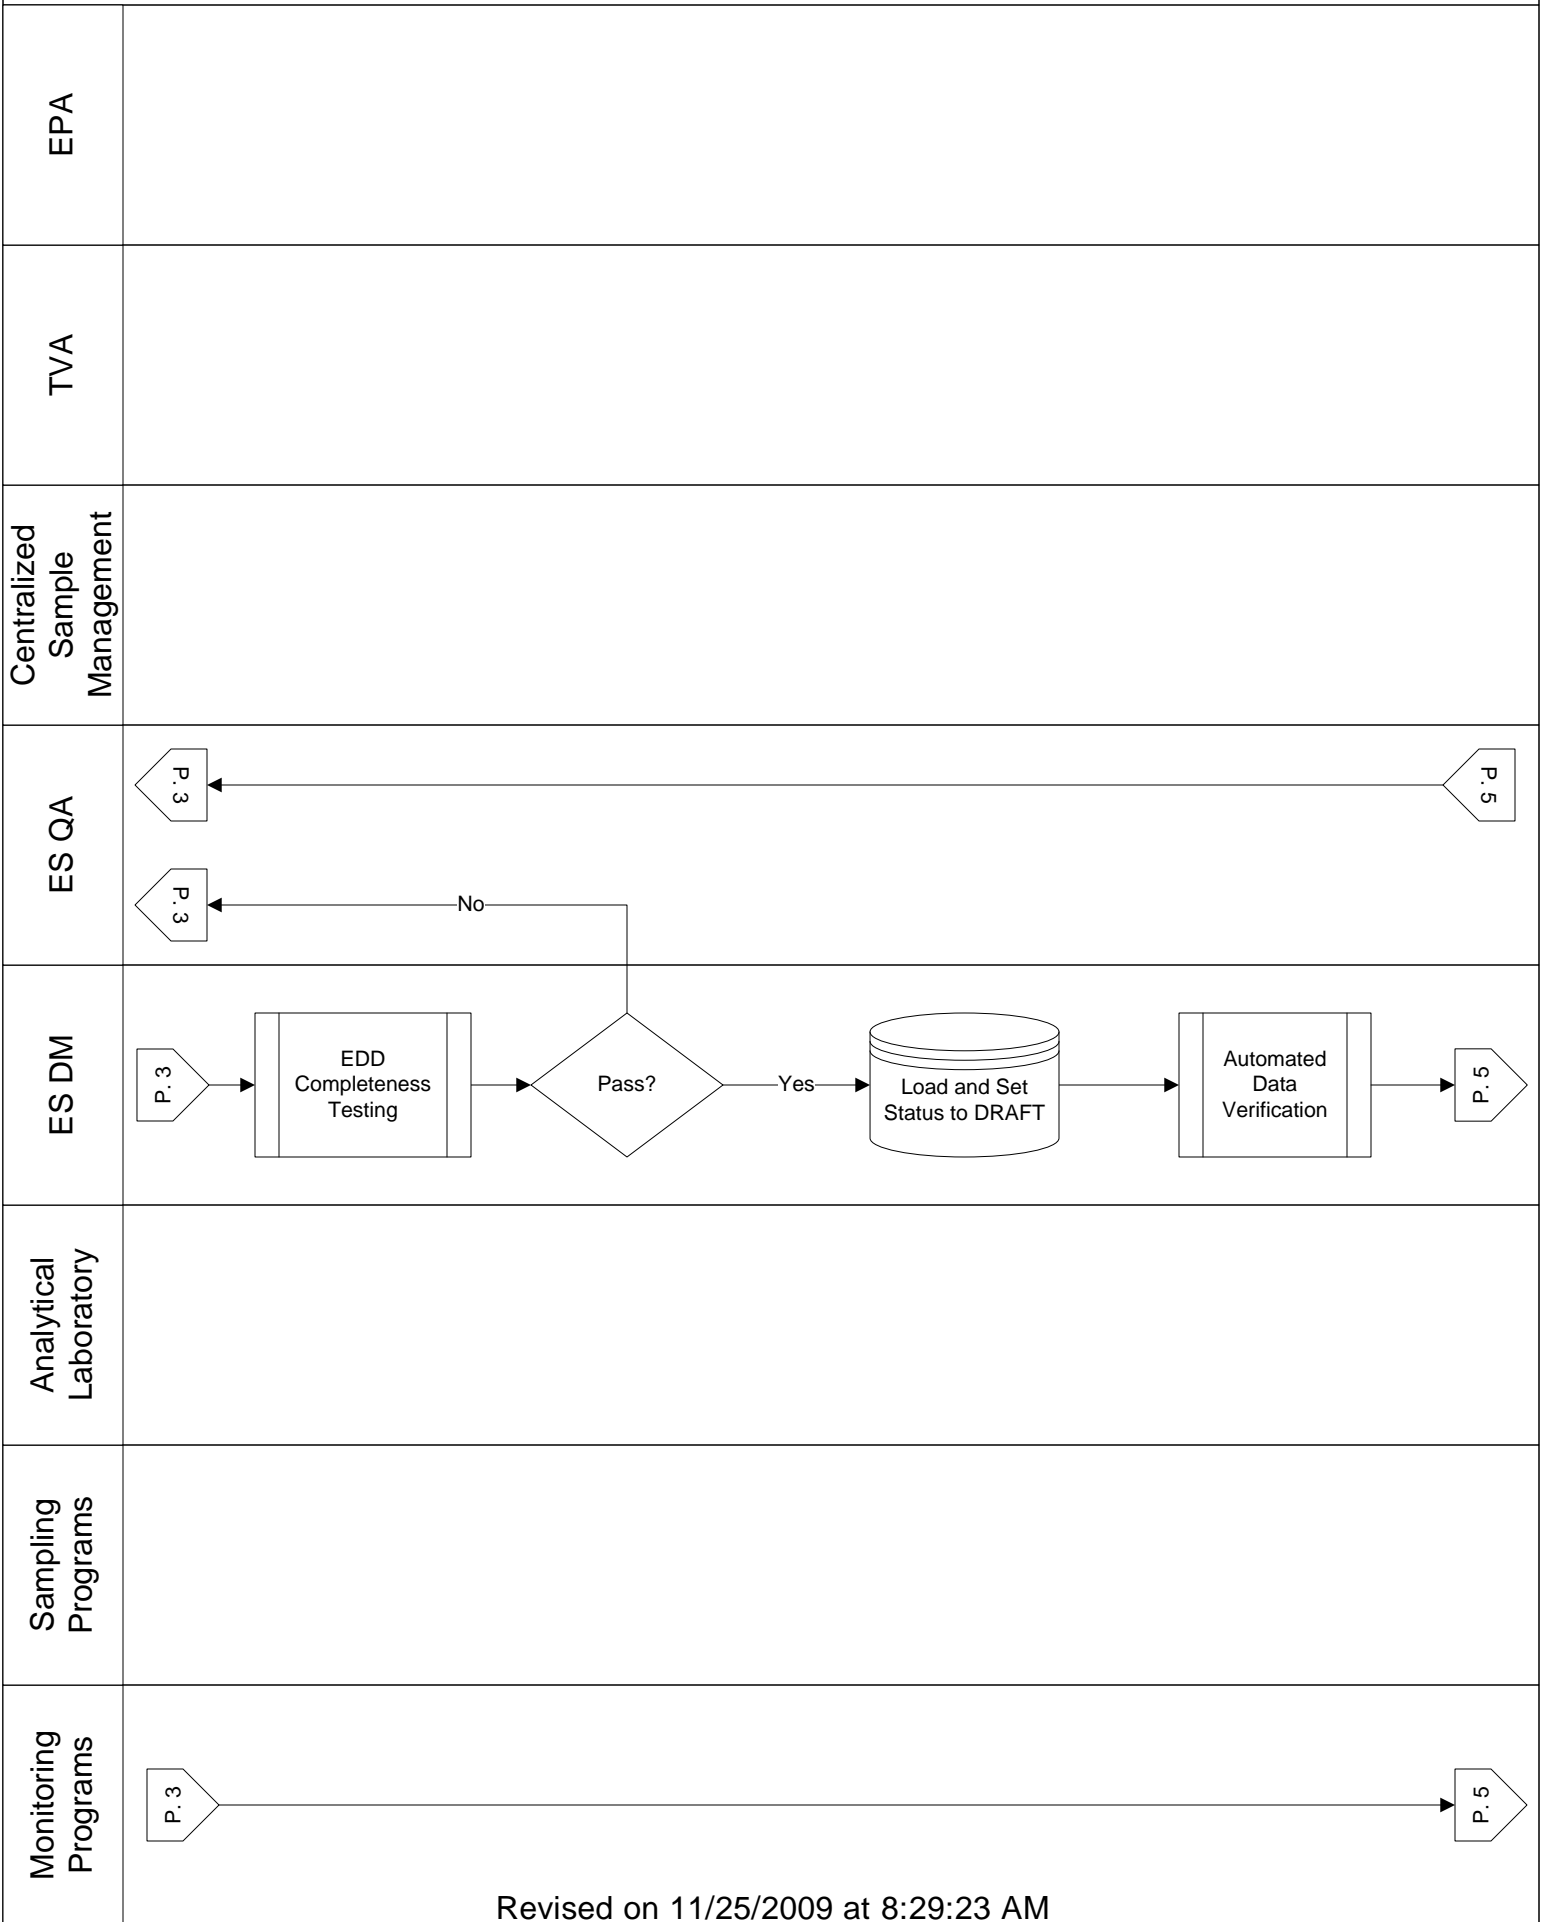 EPA
TVA
Centralized
Sample
Management
ES QA
P. 3
P. 5
P. 3
No
ES DM
P. 3
EDD
Completeness
Testing
Pass?
Yes
Load and Set
Status to DRAFT
Automated
Data
Verification
P. 5
Analytical
Laboratory
Sampling
Programs
Monitoring
Programs
P. 3
P. 5
Revised on 11/25/2009 at 8:29:23 AM